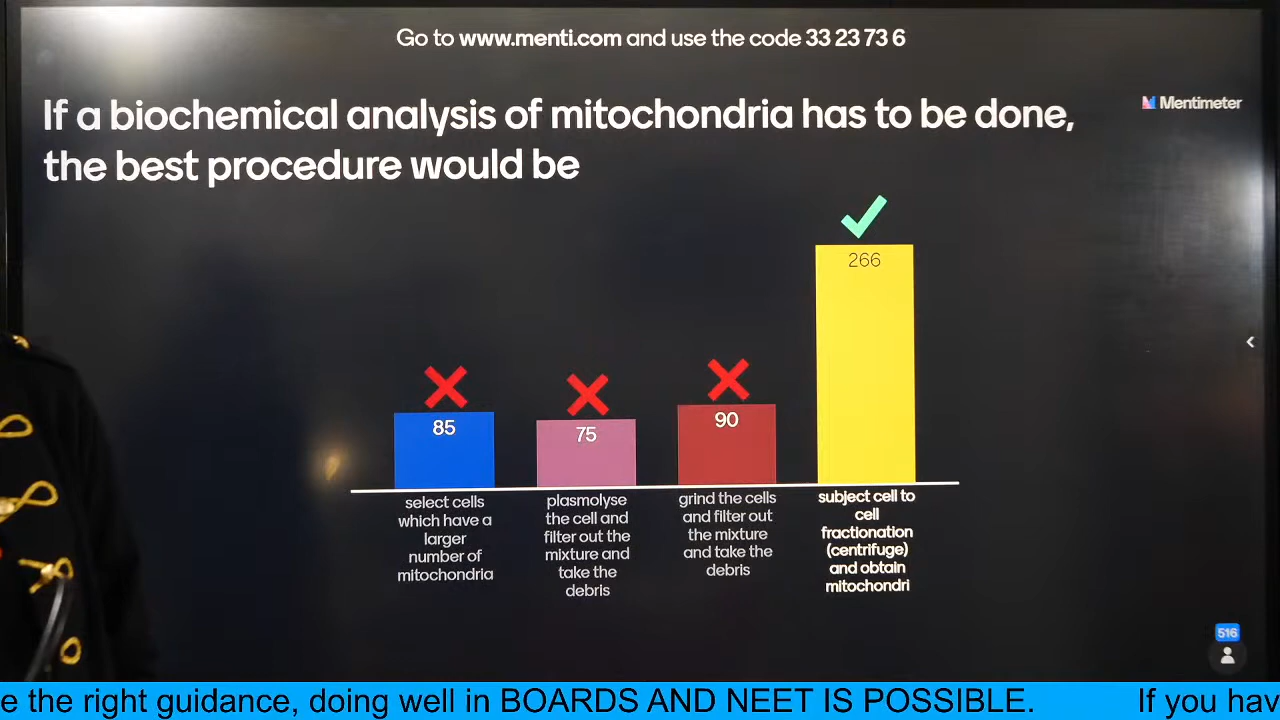 Go to www.menti.com and use the code 33 23 73 6
If a biochemical analysis of mitochondria has to be done,
the best procedure would be
Mentimeter
266
85
75
90
select cells
which have a
larger
number of
mitochondria
plasmolyse
the cell and
filter out the
mixture and
take the
debris
grind the cells
and filter out
the mixture
and take the
debris
subject cell to
cell
fractionation
(centrifuge)
and obtain
mitochondri
516
e the right guidance, doing well in BOARDS AND NEET IS POSSIBLE. If you hav